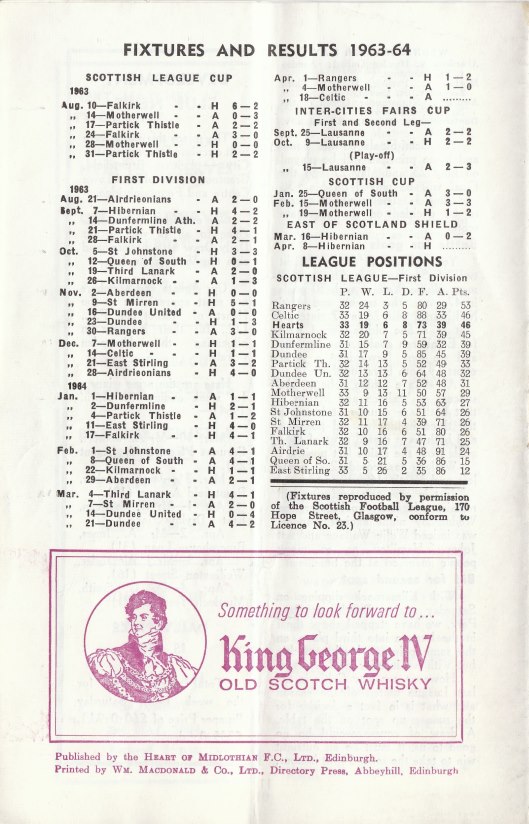 FIXTURES AND RESULTS 1963-64
SCOTTISH LEAGUE CUP
1963
Aug. 10—Falkirk - - H 6—2
„ 14—Motherwell - A 0—3
„ 17—Partick Thistle - A 2—2
„ 24—Falkirk - - A 3—0
„ 28—Motherwell - H 0—0
„ 31—Partick Thistle - H 2—2
FIRST DIVISION
1963
Aug. 21—Airdrieonians - A 2—0
Sept. 7—Hibernian - - H 4—2
„ 14—Dunfermline Ath. A 2—2
„ 21—Partick Thistle - H 4—1
„ 28—Falkirk - - A 2—1
Oct. 5—St Johnstone - H 3—3
„ 12—Queen of South - H 0—1
„ 19—Third Lanark - A 2—0
„ 26—Kilmarnock - - A 1—3
Nov. 2—Aberdeen - - H 0—0
„ 9—St Mirren - - H 5—1
„ 16—Dundee United - A 0—0
„ 23—Dundee - - H 1—3
„ 30—Rangers - - A 3—0
Dec. 7—Motherwell - - H 1—1
„ 14—Celtic - - - H 1—1
„ 21—East Stirling - A 3—2
„ 28—Airdrieonians - H 4—0
1964
Jan. 1—Hibernian - - A 1—1
„ 2—Dunfermline - H 2—1
„ 4—Partick Thistle - A 1—2
„ 11—East Stirling - H 4—0
„ 17—Falkirk - - H 4—1
Feb. 1—St Johnstone - A 4—1
„ 8—Queen of South - A 4—1
„ 22—Kilmarnock - - H 1—1
„ 29—Aberdeen - - A 2—1
Mar. 4—Third Lanark - H 4—1
„ 7—St Mirren - - A 2—0
„ 14—Dundee United - H 0—4
„ 21—Dundee - - A 4—2
Apr. 1—Rangers - - H 1—2
„ 4—Motherwell - - A 1—0
„ 18—Celtic - - - A .........
INTER-CITIES FAIRS CUP
First and Second Leg—
Sept. 25—Lausanne - - A 2—2
Oct. 9—Lausanne - - H 2—2
(Play-off)
„ 15—Lausanne - - A 2—3
SCOTTISH CUP
Jan. 25—Queen of South - A 3—0
Feb. 15—Motherwell - - A 3—3
„ 19—Motherwell - - H 1—2
EAST OF SCOTLAND SHIELD
Mar. 16—Hibernian - - A 0—2
Apr. 8—Hibernian - - H .........
LEAGUE POSITIONS
SCOTTISH LEAGUE—First Division
P. W. L. D. F. A. Pts.
Rangers 32 24 3 5 80 29 53
Celtic 33 19 6 8 88 33 46
Hearts 33 19 6 8 73 39 46
Kilmarnock 32 20 7 5 71 39 45
Dunfermline 31 15 7 9 59 32 39
Dundee 31 17 9 5 85 45 39
Partick Th. 32 14 13 5 52 49 33
Dundee Un. 32 13 13 6 64 48 32
Aberdeen 31 12 12 7 52 48 31
Motherwell 33 9 13 11 50 57 29
Hibernian 32 11 16 5 53 63 27
St Johnstone 31 10 15 6 51 64 26
St Mirren 32 11 17 4 39 71 26
Falkirk 32 10 16 6 51 80 26
Th. Lanark 32 9 16 7 47 71 25
Airdrie 31 10 17 4 48 91 24
Queen of So. 31 5 21 5 36 86 15
East Stirling 33 5 26 2 35 86 12
(Fixtures reproduced by permission
of the Scottish Football League, 170
Hope Street, Glasgow, conform to
Licence No. 23.)
Something to look forward to...
King George IV
OLD SCOTCH WHISKY
Published by the HEART OF MIDLOTHIAN F.C., LTD., Edinburgh.
Printed by WM. MACDONALD & CO., LTD., Directory Press, Abbeyhill, Edinburgh